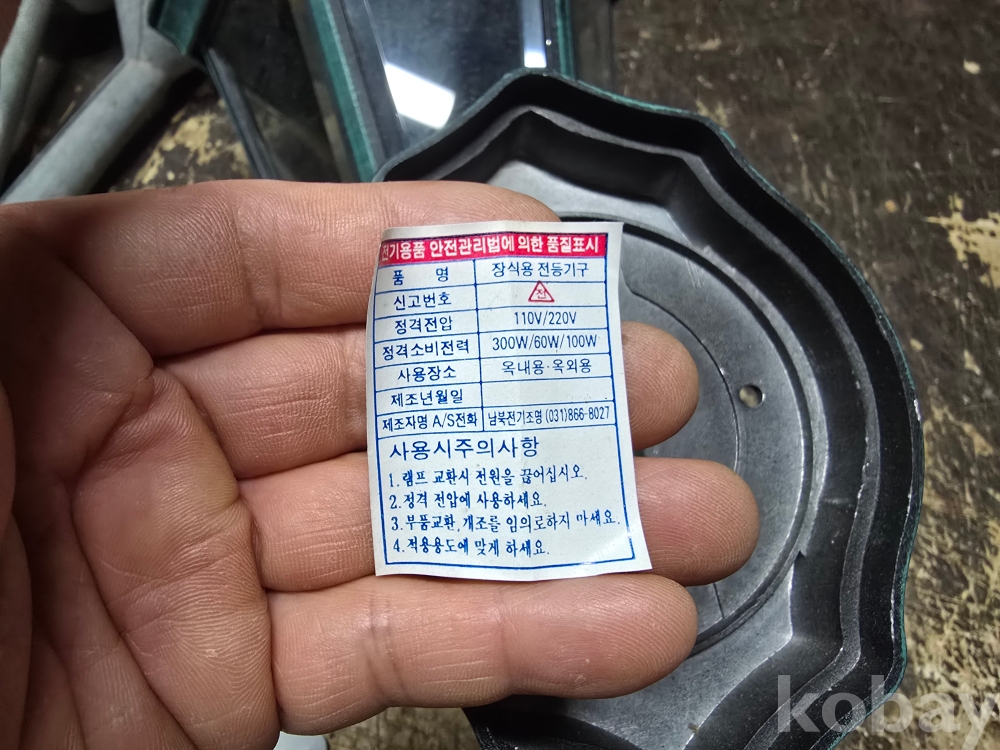 전기용품 안전관리법에 의한 품질표시
품 명 장식용 전등기구
신고번호 전
정격전압 110V/220V
정격소비전력 300W/60W/100W
사용장소 옥내용·옥외용
제조년월일
제조자명 A/S전화 남북전기조명 (031)866-8027
사용시주의사항
1. 램프 교환시 전원을 끊어십시오.
2. 정격 전압에 사용하세요.
3. 부품교환, 개조를 임의로하지 마세요.
4. 적용용도에 맞게 하세요.
kobay